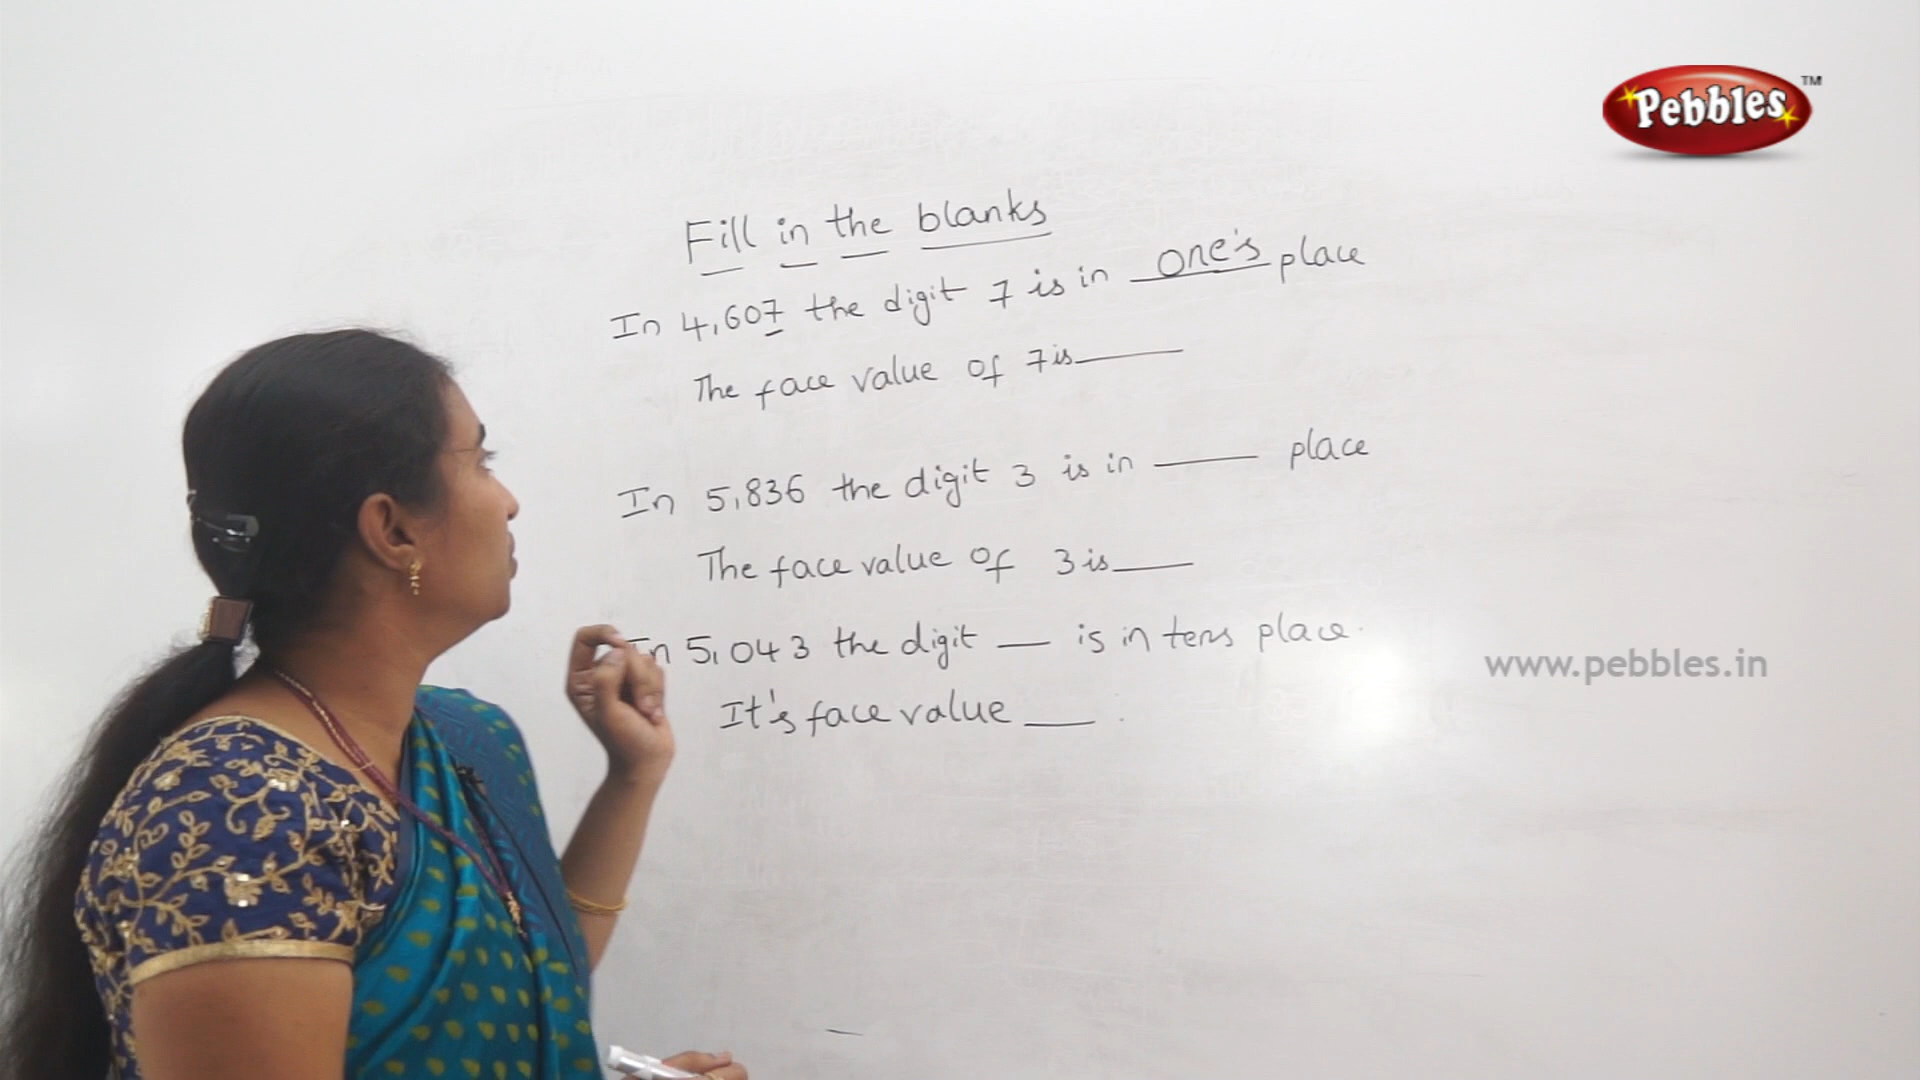 Pebbles TM
Fill in the blanks
In 4,607 the digit 7 is in one's place
The face value of 7 is
In 5,836 the digit 3 is in place
The face value of 3 is
In 5,043 the digit is in tens place.
It's face value
www.pebbles.in